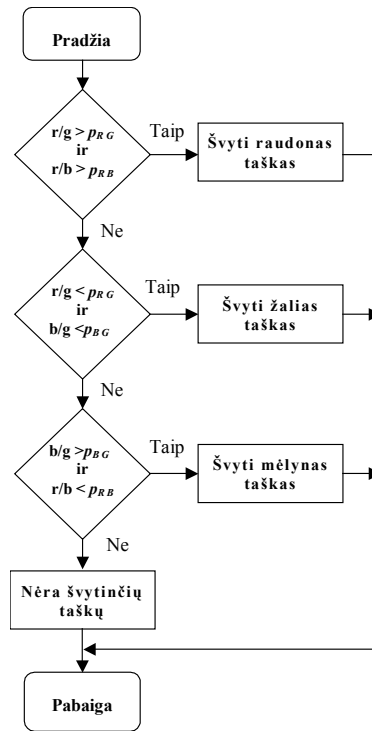 Pradžia
r/g > pRG
ir
r/b > pRB
Taip
Švyti raudonas
taškas
Ne
r/g < pRG
ir
b/g <pBG
Taip
Švyti žalias
taškas
Ne
b/g >pBG
ir
r/b < pRB
Taip
Švyti mėlynas
taškas
Ne
Nėra švytinčių
taškų
Pabaiga